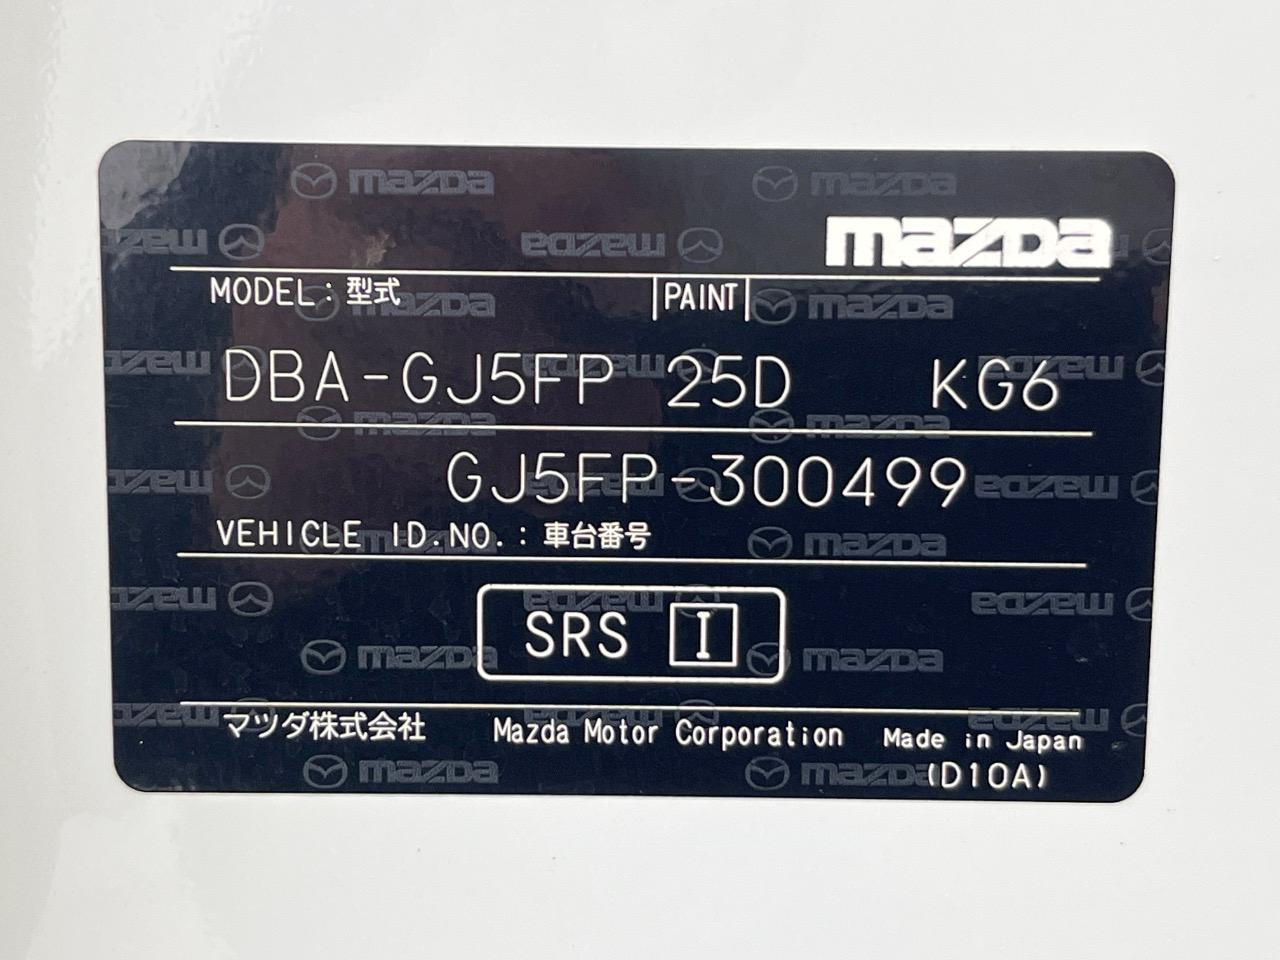 mazda
MODEL: 型式 PAINT
DBA-GJ5FP 25D KG6
GJ5FP-300499
VEHICLE ID.NO.: 車台番号
SRS I
マツダ株式会社 Mazda Motor Corporation Made in Japan
(D10A)